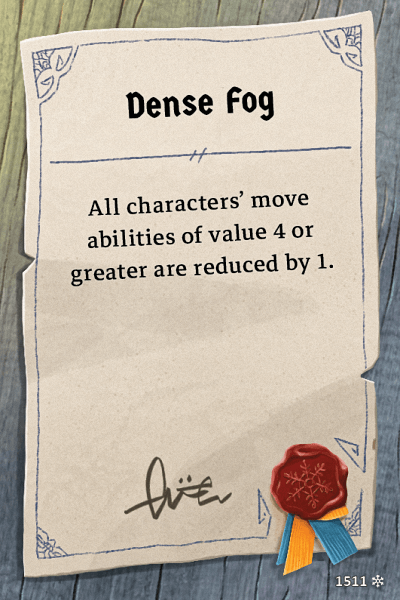 Dense Fog
All characters’ move
abilities of value 4 or
greater are reduced by 1.
1511